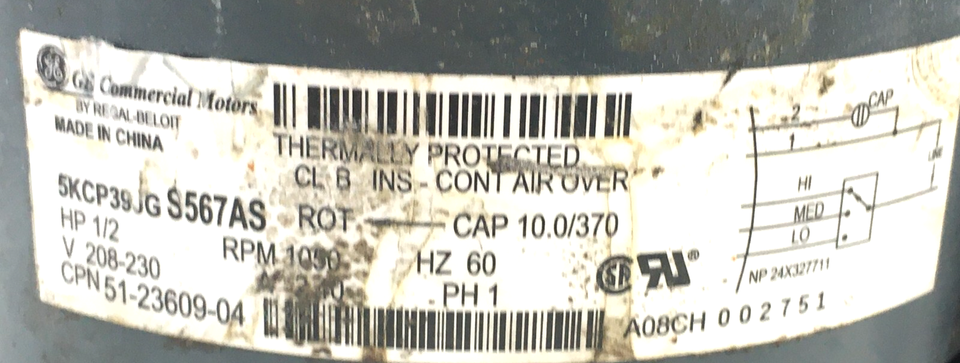 GE Commercial Motors
BY REGAL-BELOIT
MADE IN CHINA
THERMALLY PROTECTED
CL B INS - CONT AIR OVER
5KCP39JG S567AS ROT CAP 10.0/370
HP 1/2 RPM 1090 HZ 60
V 208-230 PH 1
CPN 51-23609-04
2 CAP
1
LINE
HI
MED
LO
NP 24X327711
A08CH 002751